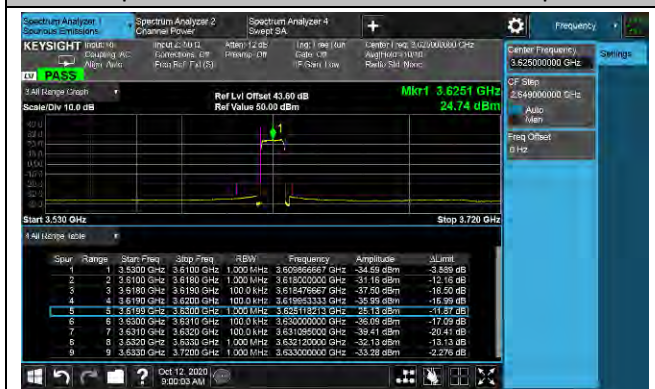 Spectrum Analyzer 1
Spurious Emissions
Spectrum Analyzer 2
Channel Power
Spectrum Analyzer 4
Swept SA
+
Frequency
KEYSIGHT Input: RF
Coupling: AC
Align: Auto
Input Z: 50 Ω
Corrections: Off
Freq Ref: Ext (S)
Atten: 12 dB
Preamp: Off
Trig: Free Run
Gate: Off
IF Gain: Low
Center Freq: 3.625000000 GHz
Avg|Hold: 10/10
Radio Std: None
LU PASS
Center Frequency
3.625000000 GHz
Settings
CF Step
2.549000000 GHz
Auto
Man
Freq Offset
0 Hz
3 All Range Graph
Scale/Div 10.0 dB
Ref Lvl Offset 43.60 dB
Ref Value 50.00 dBm
Mkr1 3.6251 GHz
24.74 dBm
1
Start 3.530 GHz
Stop 3.720 GHz
4 All Range Table
Spur Range Start Freq Stop Freq RBW Frequency Amplitude ΔLimit
1 1 3.5300 GHz 3.6100 GHz 1.000 MHz 3.609866667 GHz -34.59 dBm -3.589 dB
2 2 3.6100 GHz 3.6180 GHz 1.000 MHz 3.618000000 GHz -31.16 dBm -12.16 dB
3 3 3.6180 GHz 3.6190 GHz 100.0 kHz 3.618476667 GHz -37.50 dBm -18.50 dB
4 4 3.6190 GHz 3.6200 GHz 100.0 kHz 3.619953333 GHz -35.99 dBm -16.99 dB
5 5 3.6199 GHz 3.6300 GHz 1.000 MHz 3.625118213 GHz 25.13 dBm -11.87 dB
6 6 3.6300 GHz 3.6310 GHz 100.0 kHz 3.630000000 GHz -36.09 dBm -17.09 dB
7 7 3.6310 GHz 3.6320 GHz 100.0 kHz 3.631095000 GHz -39.41 dBm -20.41 dB
8 8 3.6320 GHz 3.6330 GHz 1.000 MHz 3.632120000 GHz -32.13 dBm -13.13 dB
9 9 3.6330 GHz 3.7200 GHz 1.000 MHz 3.633000000 GHz -33.28 dBm -2.276 dB
? Oct 12, 2020
9:00:03 AM